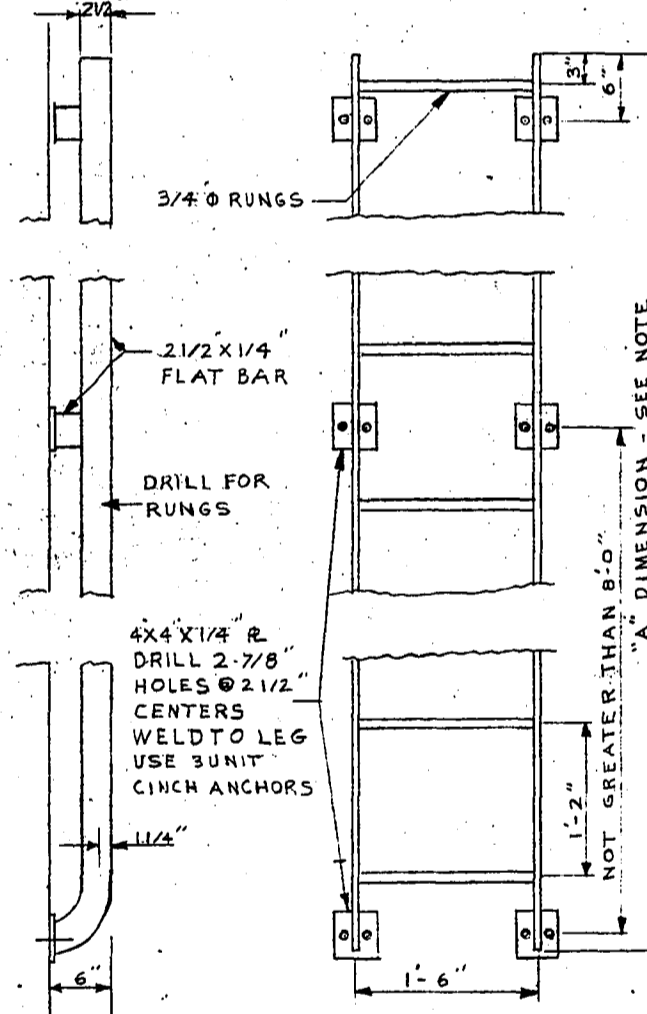 2 1/2
3"
6"
3/4 Φ RUNGS
2 1/2" X 1/4"
FLAT BAR
DRILL FOR
RUNGS
"A" DIMENSION - SEE NOTE
NOT GREATER THAN 8'-0"
4X4"X1/4" PL
DRILL 2-7/8"
HOLES @ 2 1/2"
CENTERS
WELD TO LEG
USE 3 UNIT
CINCH ANCHORS
1'-2"
1 1/4"
6"
1'-6"